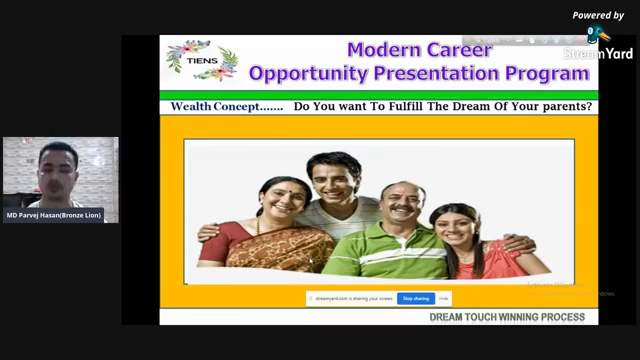 Powered by
StreamYard
TIENS
Modern Career
Opportunity Presentation Program
Wealth Concept....... Do You want To Fulfill The Dream Of Your parents?
MD Parvej Hasan(Bronze Lion)
streamyard.com is sharing your screen. Stop sharing Hide
DREAM TOUCH WINNING PROCESS